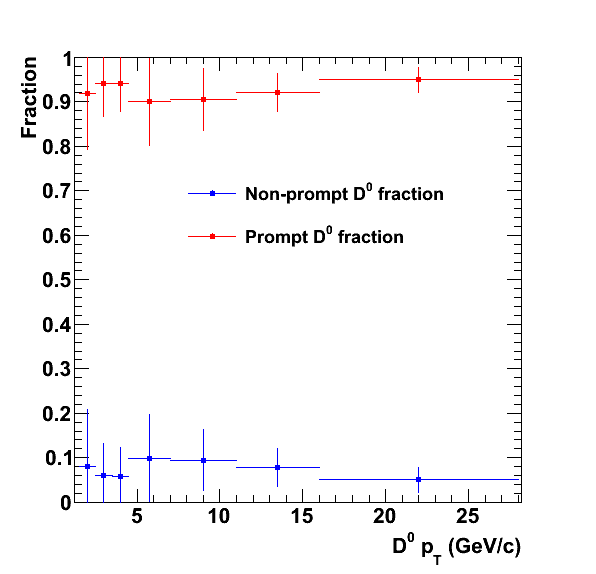 Fraction
1
0.9
0.8
0.7
0.6
0.5
0.4
0.3
0.2
0.1
0
Non-prompt D⁰ fraction
Prompt D⁰ fraction
5 10 15 20 25
D⁰ p_T (GeV/c)